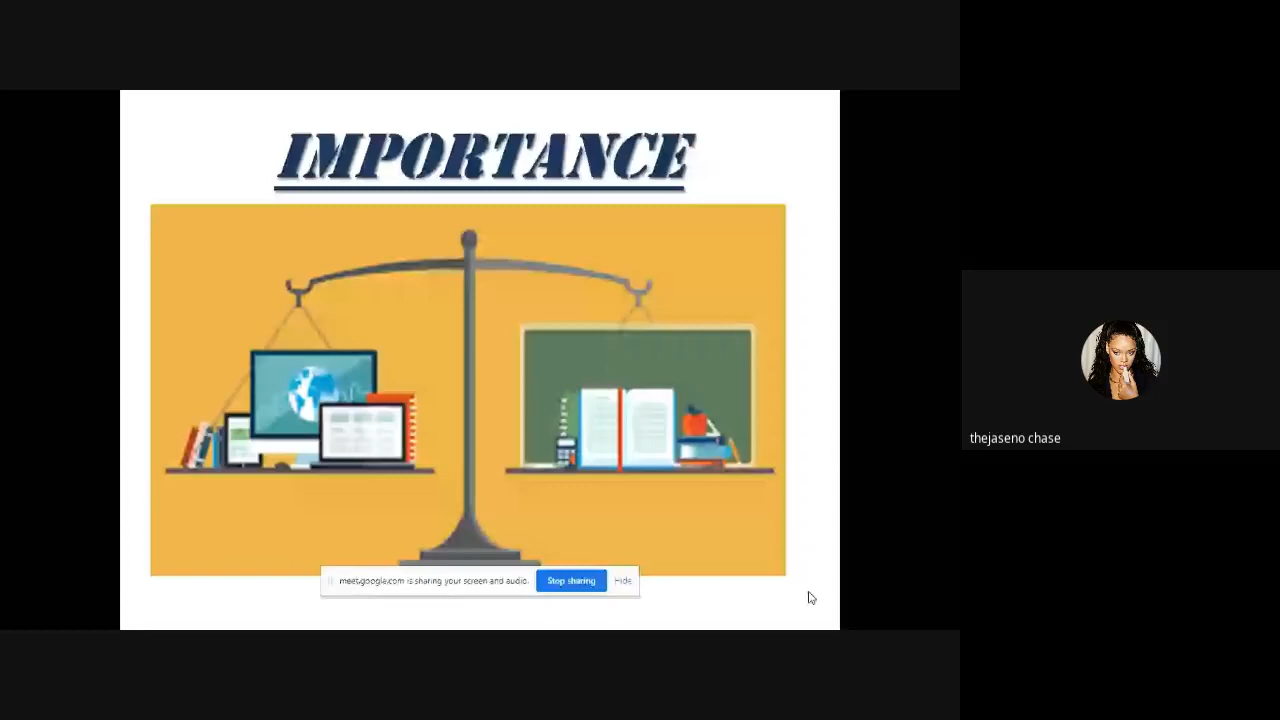 IMPORTANCE
meet.google.com is sharing your screen and audio.
Stop sharing
Hide
thejaseno chase